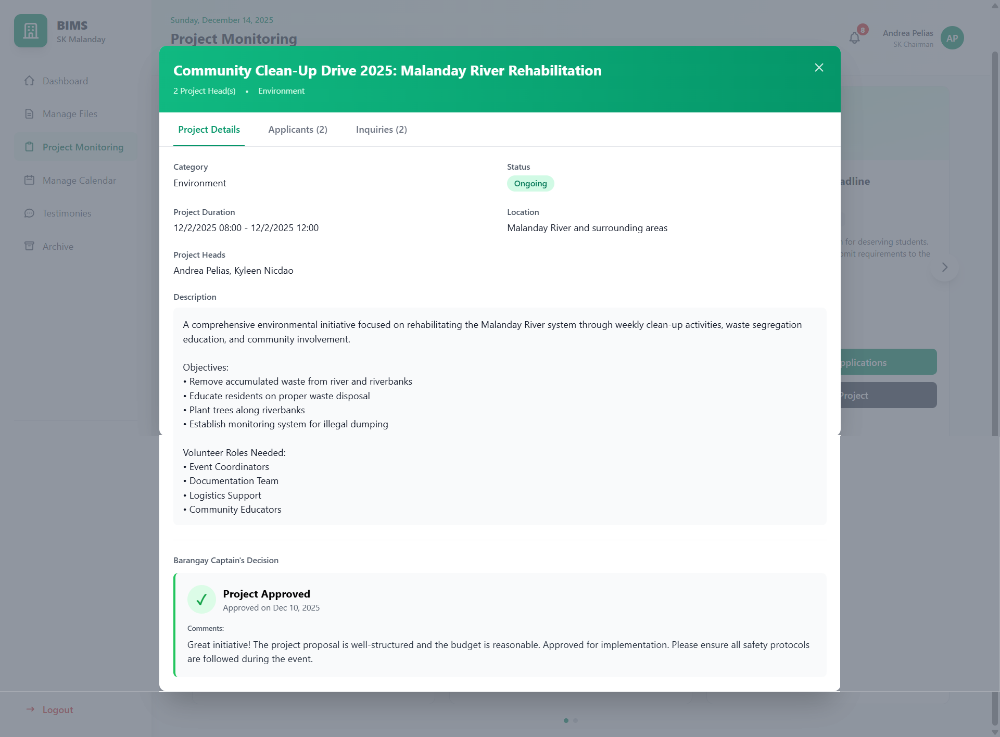 BIMS
SK Malanday
Dashboard
Manage Files
Project Monitoring
Manage Calendar
Testimonies
Archive
Logout
Sunday, December 14, 2025
Project Monitoring
8
Andrea Pelias
SK Chairman
AP
Community Clean-Up Drive 2025: Malanday River Rehabilitation
2 Project Head(s) • Environment
Project Details
Applicants (2)
Inquiries (2)
Category
Environment
Status
Ongoing
Project Duration
12/2/2025 08:00 - 12/2/2025 12:00
Location
Malanday River and surrounding areas
Project Heads
Andrea Pelias, Kyleen Nicdao
Description
A comprehensive environmental initiative focused on rehabilitating the Malanday River system through weekly clean-up activities, waste segregation
education, and community involvement.
Objectives:
• Remove accumulated waste from river and riverbanks
• Educate residents on proper waste disposal
• Plant trees along riverbanks
• Establish monitoring system for illegal dumping
Volunteer Roles Needed:
• Event Coordinators
• Documentation Team
• Logistics Support
• Community Educators
Barangay Captain's Decision
✓
Project Approved
Approved on Dec 10, 2025
Comments:
Great initiative! The project proposal is well-structured and the budget is reasonable. Approved for implementation. Please ensure all safety protocols
are followed during the event.
for deserving students.
requirements to the
Project